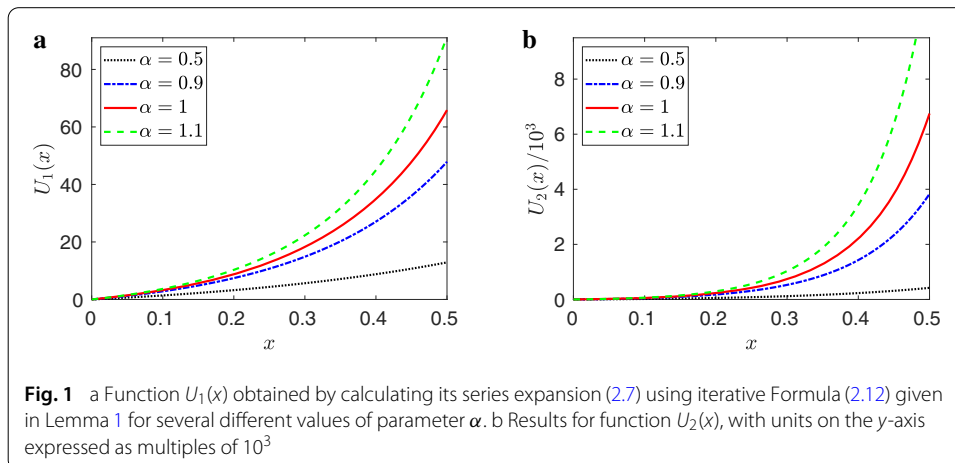 a
α = 0.5
α = 0.9
α = 1
α = 1.1
80
60
40
20
0
U₁(x)
0 0.1 0.2 0.3 0.4 0.5
x
b
α = 0.5
α = 0.9
α = 1
α = 1.1
8
6
4
2
0
U₂(x)/10³
0 0.1 0.2 0.3 0.4 0.5
x
Fig. 1 a Function U₁(x) obtained by calculating its series expansion (2.7) using iterative Formula (2.12) given
in Lemma 1 for several different values of parameter α. b Results for function U₂(x), with units on the y-axis
expressed as multiples of 10³